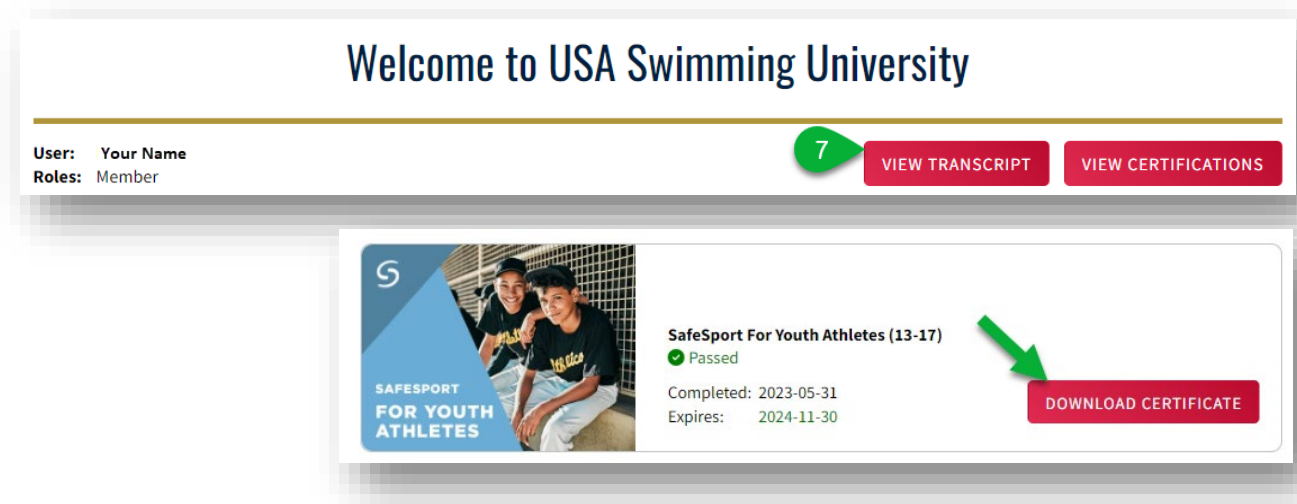 Welcome to USA Swimming University
User: Your Name
Roles: Member
7
VIEW TRANSCRIPT
VIEW CERTIFICATIONS
SAFESPORT
FOR YOUTH
ATHLETES
SafeSport For Youth Athletes (13-17)
Passed
Completed: 2023-05-31
Expires: 2024-11-30
DOWNLOAD CERTIFICATE